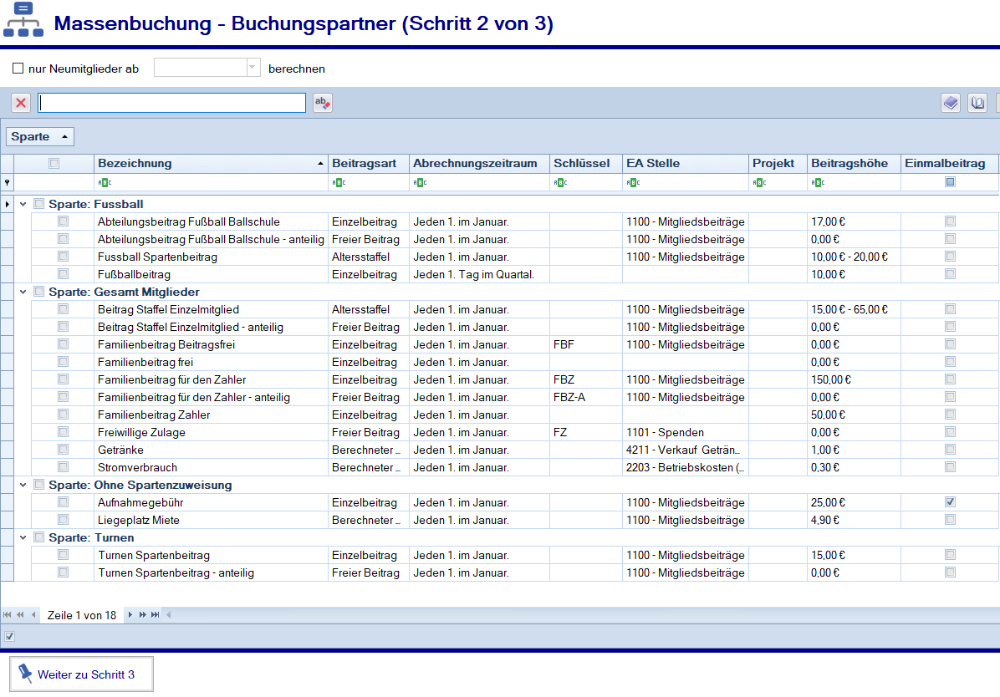 Massenbuchung - Buchungspartner (Schritt 2 von 3)
nur Neumitglieder ab berechnen
ab
Sparte
Bezeichnung Beitragsart Abrechnungszeitraum Schlüssel EA Stelle Projekt Beitragshöhe Einmalbeitrag
ABC ABC ABC ABC ABC ABC ABC
Sparte: Fussball
Abteilungsbeitrag Fußball Ballschule Einzelbeitrag Jeden 1. im Januar. 1100 - Mitgliedsbeiträge 17,00 €
Abteilungsbeitrag Fußball Ballschule - anteilig Freier Beitrag Jeden 1. im Januar. 1100 - Mitgliedsbeiträge 0,00 €
Fussball Spartenbeitrag Altersstaffel Jeden 1. im Januar. 1100 - Mitgliedsbeiträge 10,00 € - 20,00 €
Fußballbeitrag Einzelbeitrag Jeden 1. Tag im Quartal. 10,00 €
Sparte: Gesamt Mitglieder
Beitrag Staffel Einzelmitglied Altersstaffel Jeden 1. im Januar. 1100 - Mitgliedsbeiträge 15,00 € - 65,00 €
Beitrag Staffel Einzelmitglied - anteilig Freier Beitrag Jeden 1. im Januar. 1100 - Mitgliedsbeiträge 0,00 €
Familienbeitrag Beitragsfrei Einzelbeitrag Jeden 1. im Januar. FBF 1100 - Mitgliedsbeiträge 0,00 €
Familienbeitrag frei Einzelbeitrag Jeden 1. im Januar. 0,00 €
Familienbeitrag für den Zahler Einzelbeitrag Jeden 1. im Januar. FBZ 1100 - Mitgliedsbeiträge 150,00 €
Familienbeitrag für den Zahler - anteilig Freier Beitrag Jeden 1. im Januar. FBZ-A 1100 - Mitgliedsbeiträge 0,00 €
Familienbeitrag Zahler Einzelbeitrag Jeden 1. im Januar. 50,00 €
Freiwillige Zulage Freier Beitrag Jeden 1. im Januar. FZ 1101 - Spenden 0,00 €
Getränke Berechneter ... Jeden 1. im Januar. 4211 - Verkauf Geträn... 1,00 €
Stromverbrauch Berechneter ... Jeden 1. im Januar. 2203 - Betriebskosten (... 0,30 €
Sparte: Ohne Spartenzuweisung
Aufnahmegebühr Einzelbeitrag Jeden 1. im Januar. 1100 - Mitgliedsbeiträge 25,00 €
Liegeplatz Miete Berechneter ... Jeden 1. im Januar. 1100 - Mitgliedsbeiträge 4,90 €
Sparte: Turnen
Turnen Spartenbeitrag Einzelbeitrag Jeden 1. im Januar. 1100 - Mitgliedsbeiträge 15,00 €
Turnen Spartenbeitrag - anteilig Freier Beitrag Jeden 1. im Januar. 1100 - Mitgliedsbeiträge 0,00 €
Zeile 1 von 18
Weiter zu Schritt 3